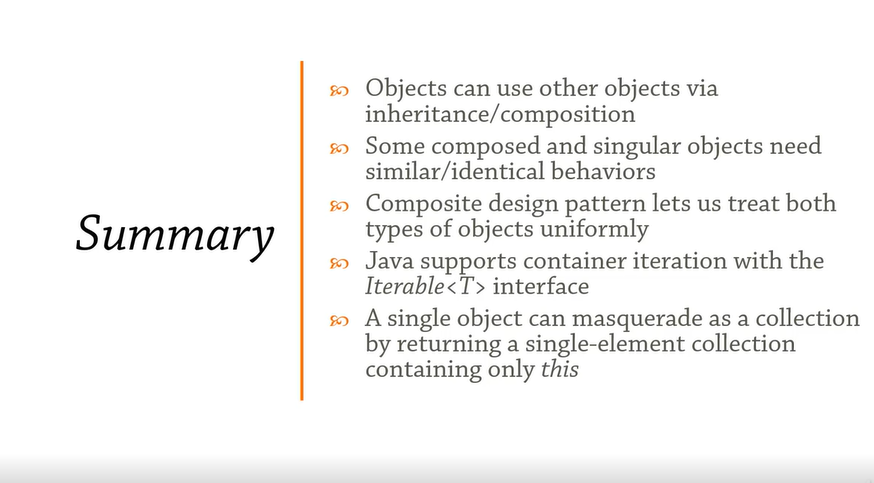 Summary
Objects can use other objects via
inheritance/composition
Some composed and singular objects need
similar/identical behaviors
Composite design pattern lets us treat both
types of objects uniformly
Java supports container iteration with the
Iterable<T> interface
A single object can masquerade as a collection
by returning a single-element collection
containing only this